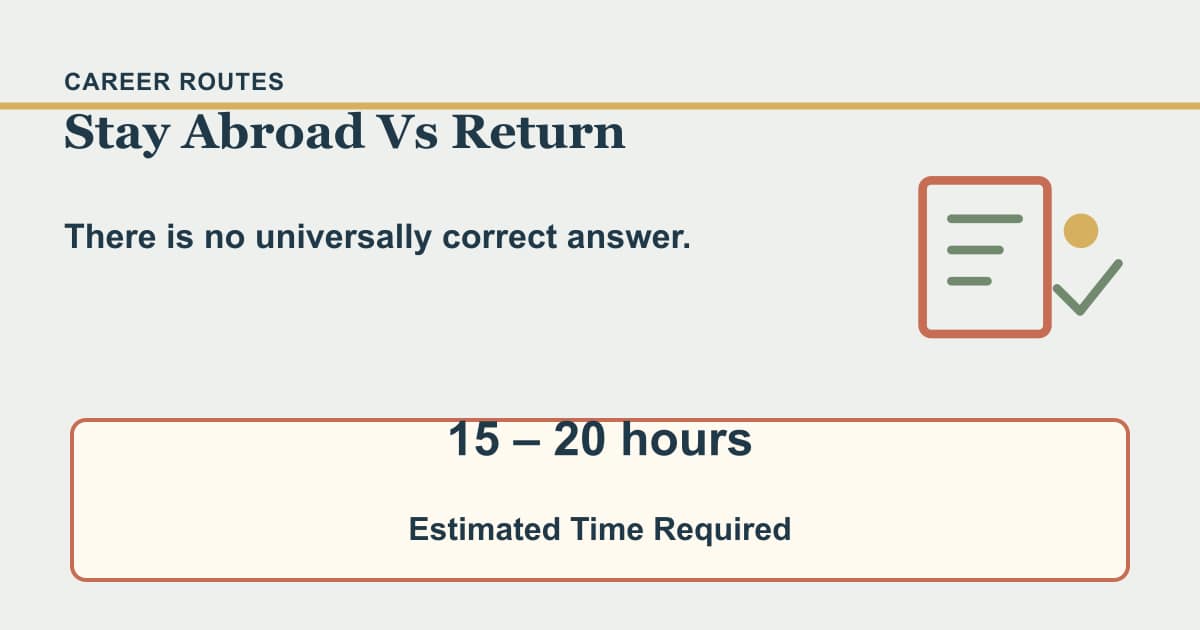 CAREER ROUTES
Stay Abroad Vs Return
There is no universally correct answer.
15 – 20 hours
Estimated Time Required